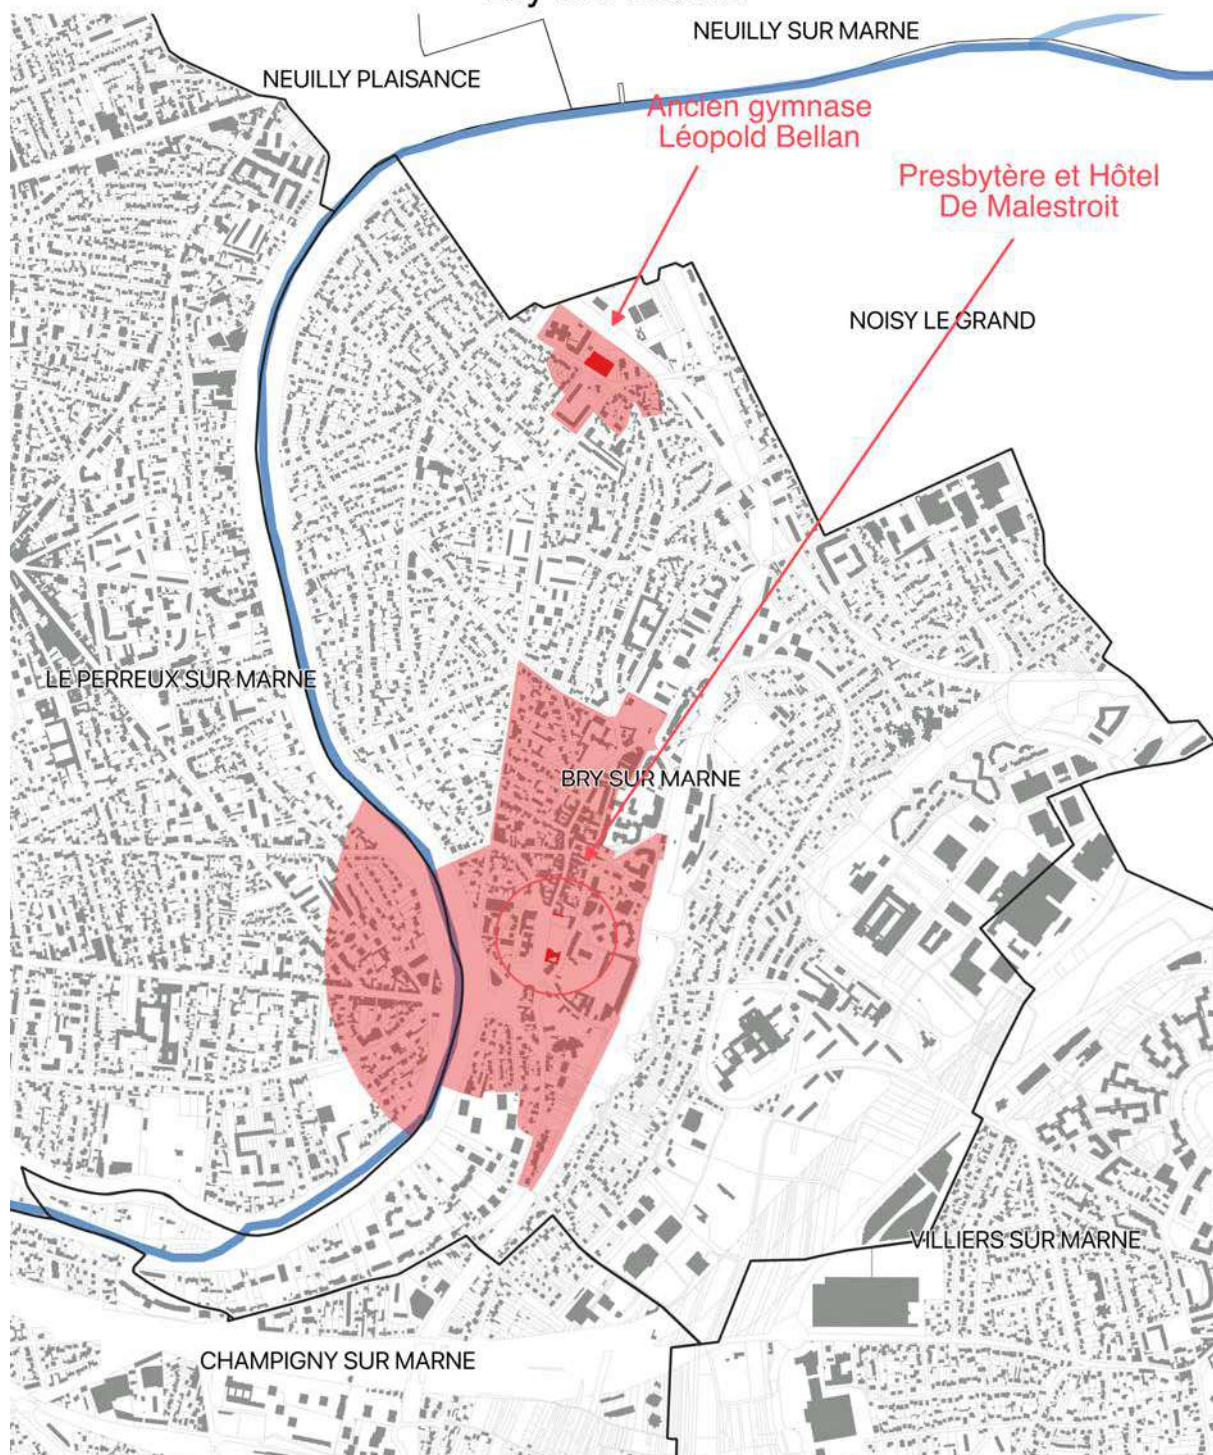 NEUILLY SUR MARNE
NEUILLY PLAISANCE
Ancien gymnase
Léopold Bellan
Presbytère et Hôtel
De Malestroit
NOISY LE GRAND
LE PERREUX SUR MARNE
BRY SUR MARNE
VILLIERS SUR MARNE
CHAMPIGNY SUR MARNE